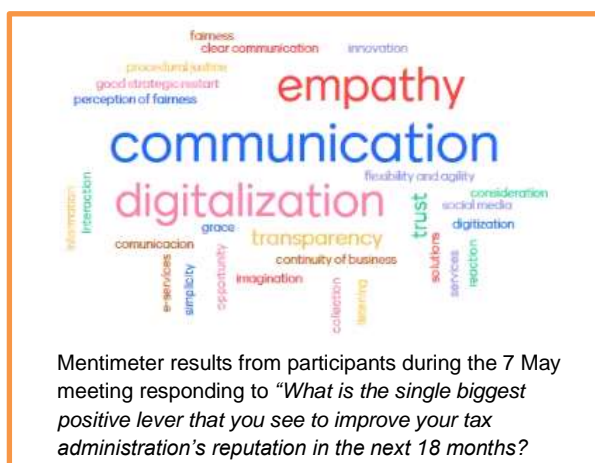 fairness
clear communication innovation
procedural justice
good strategic restart
empathy
perception of fairness
communication
flexibility and agility
digitalization
consideration
social media
information
Interaction
trust
grace
digitization
transparency
comunicacion
continuity of business
e-services
simplicity
opportunity
imagination
collection
listening
solutions
services
reaction
Mentimeter results from participants during the 7 May
meeting responding to “What is the single biggest
positive lever that you see to improve your tax
administration’s reputation in the next 18 months?